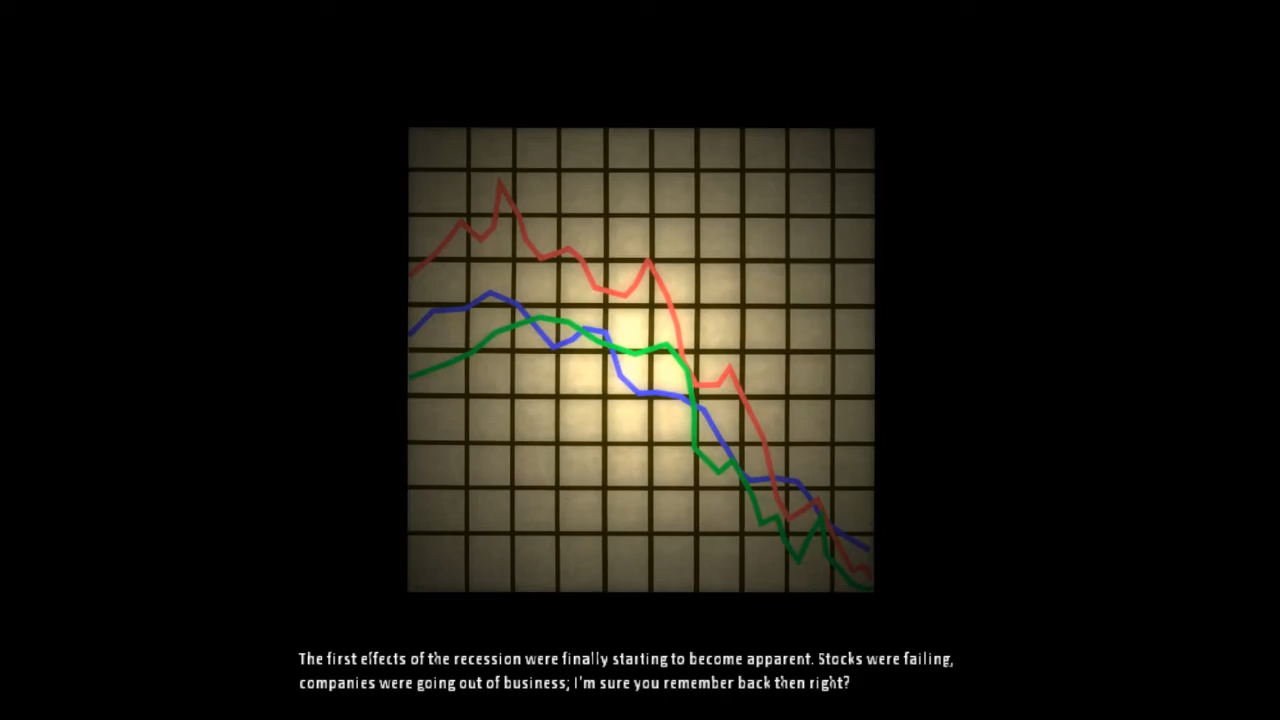 The first effects of the recession were finally starting to become apparent. Stocks were failing,
companies were going out of business; I'm sure you remember back then right?